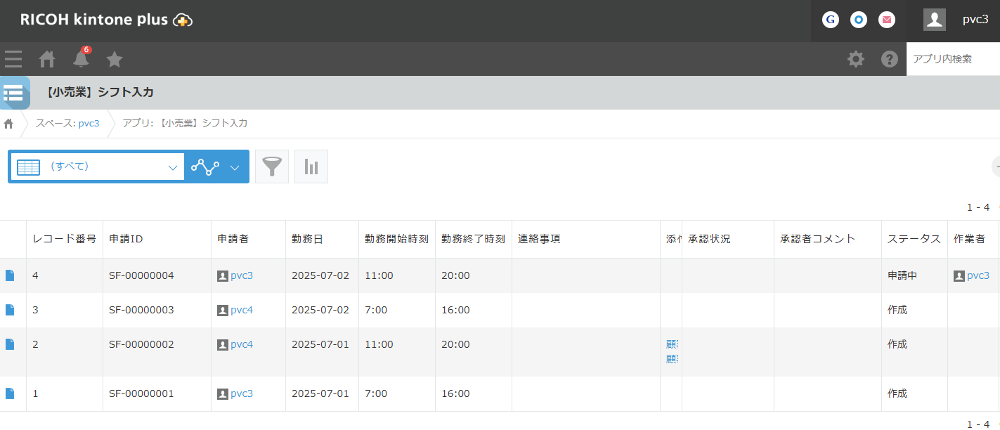 RICOH kintone plus
G
pvc3
6
?
アプリ内検索
【小売業】シフト入力
スペース: pvc3
アプリ: 【小売業】シフト入力
(すべて)
1 - 4
レコード番号 申請ID 申請者 勤務日 勤務開始時刻 勤務終了時刻 連絡事項 添付 承認状況 承認者コメント ステータス 作業者
4 SF-00000004 pvc3 2025-07-02 11:00 20:00 申請中 pvc3
3 SF-00000003 pvc4 2025-07-02 7:00 16:00 作成
2 SF-00000002 pvc4 2025-07-01 11:00 20:00 顧 作成
顧
1 SF-00000001 pvc3 2025-07-01 7:00 16:00 作成
1 - 4